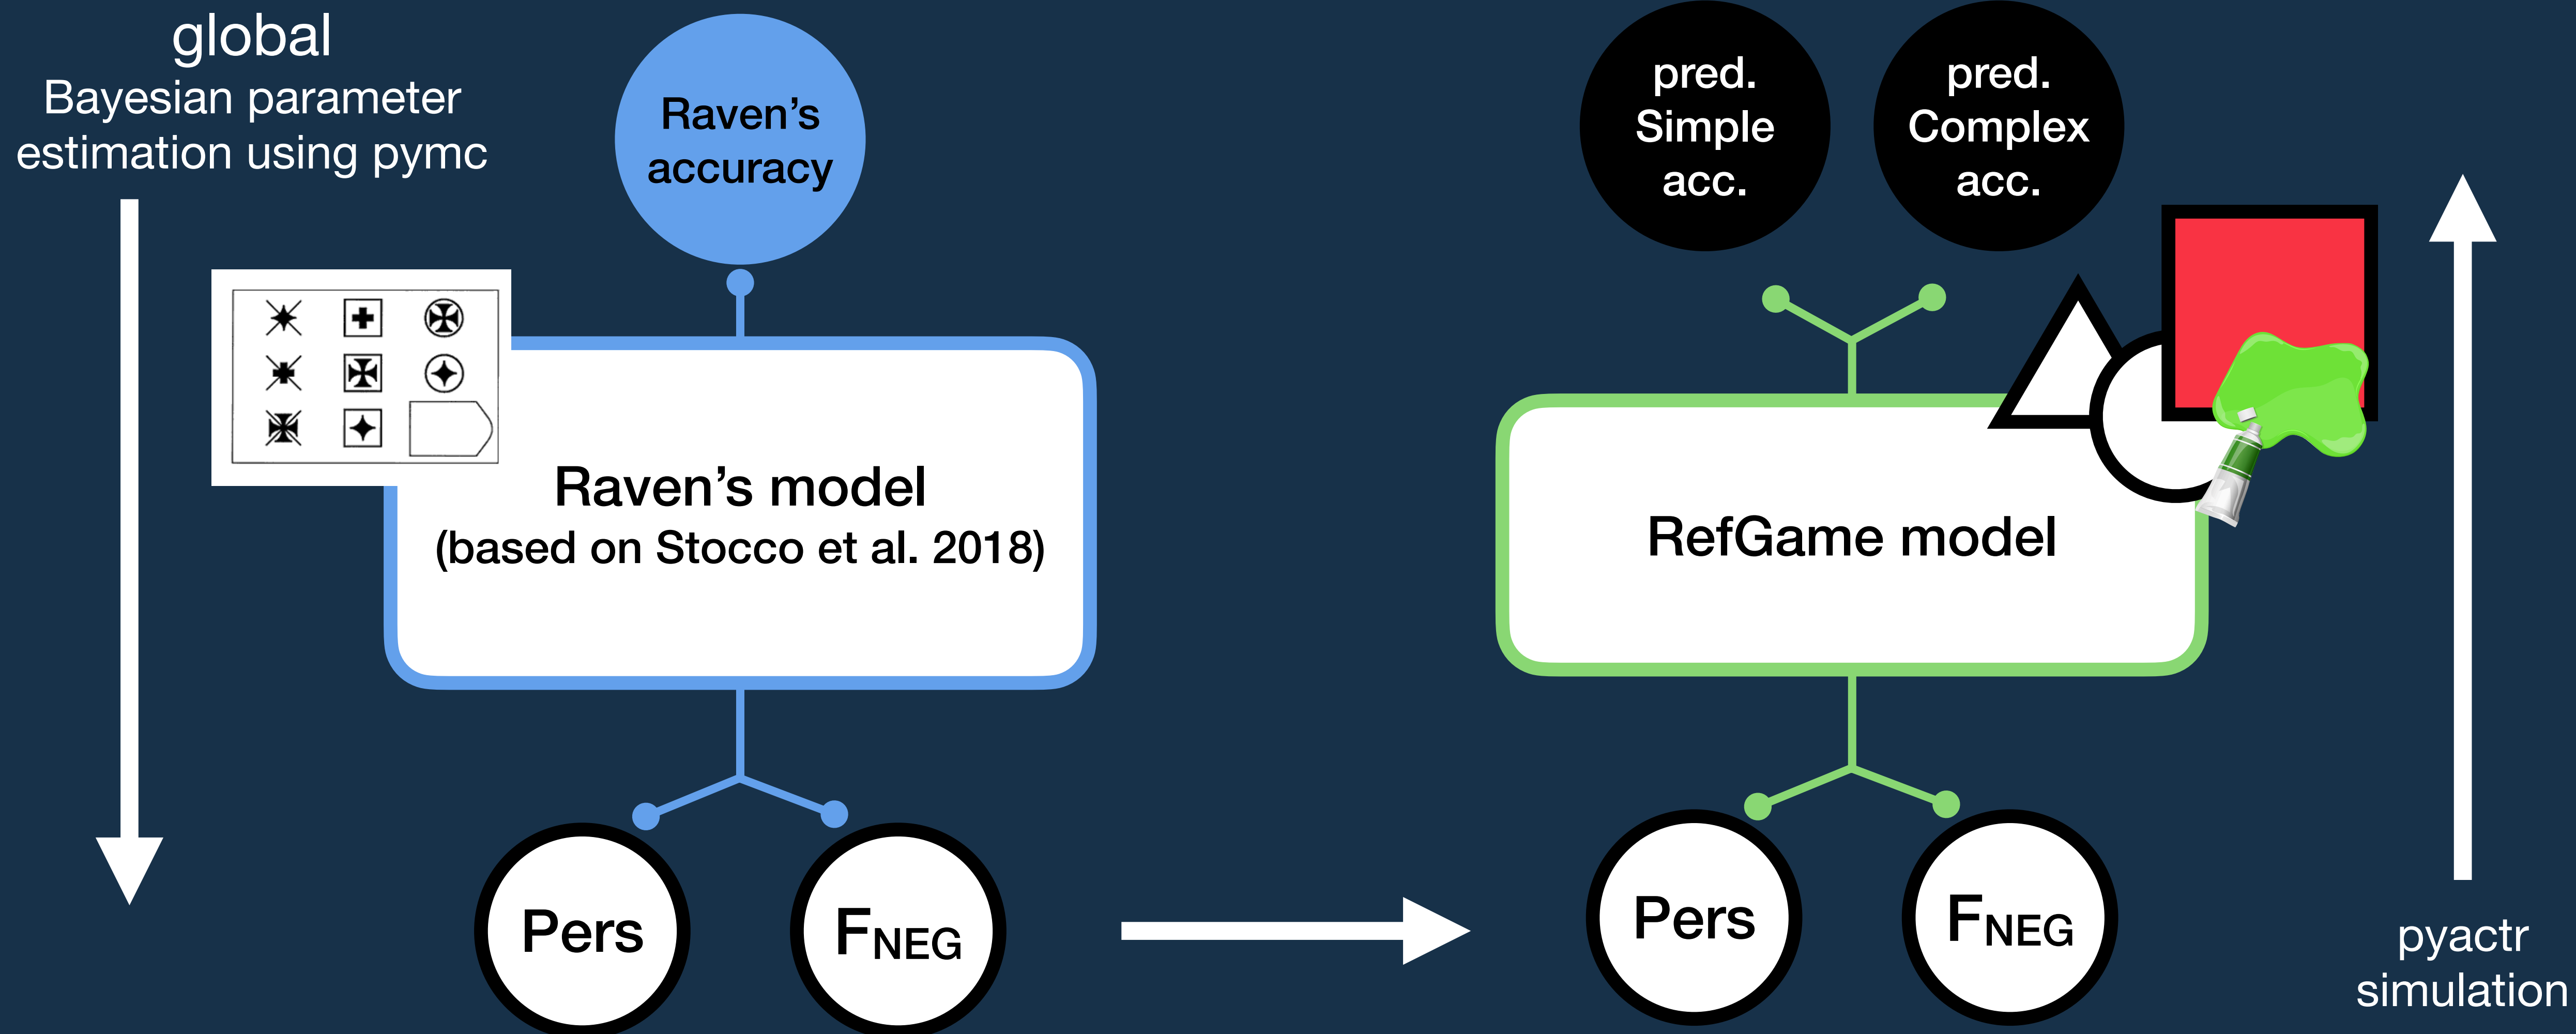 global
Bayesian parameter
estimation using pymc
Raven's
accuracy
Raven's model
(based on Stocco et al. 2018)
Pers
FNEG
pred.
Simple
acc.
pred.
Complex
acc.
RefGame model
Pers
FNEG
pyactr
simulation